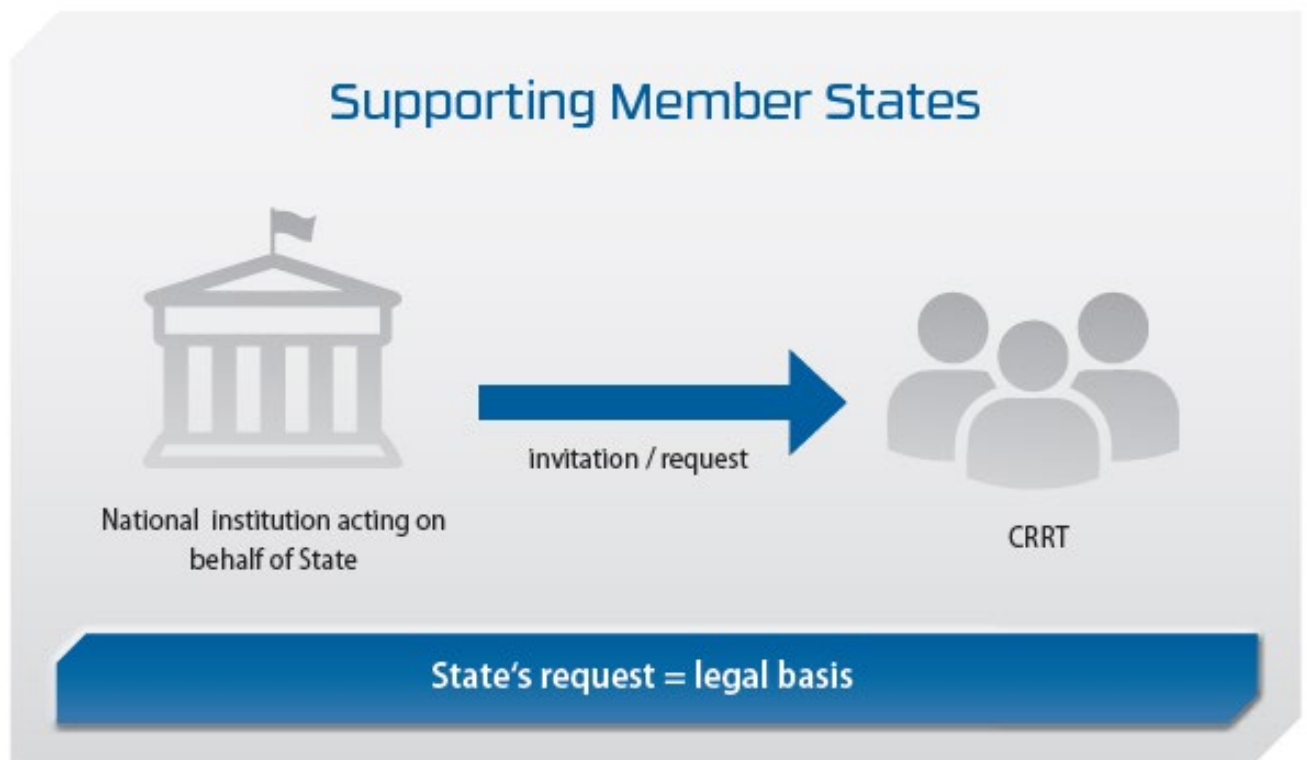 Supporting Member States
invitation / request
National institution acting on
behalf of State
CRRT
State‘s request = legal basis